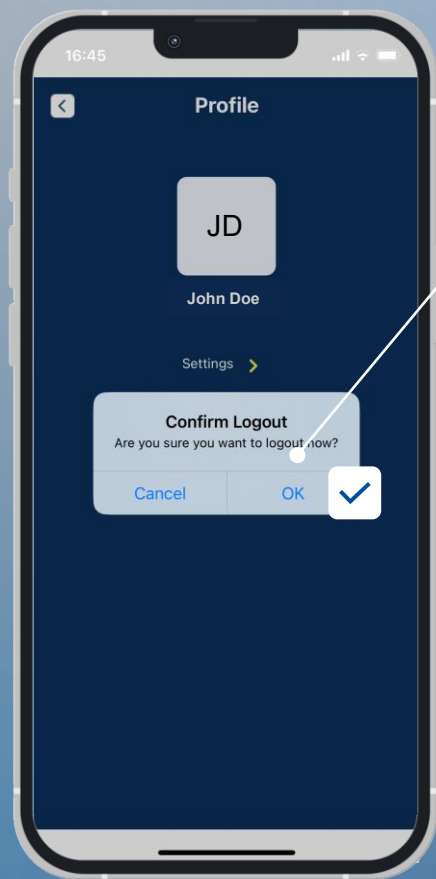 16:45
Profile
JD
John Doe
Settings
Confirm Logout
Are you sure you want to logout now?
Cancel OK